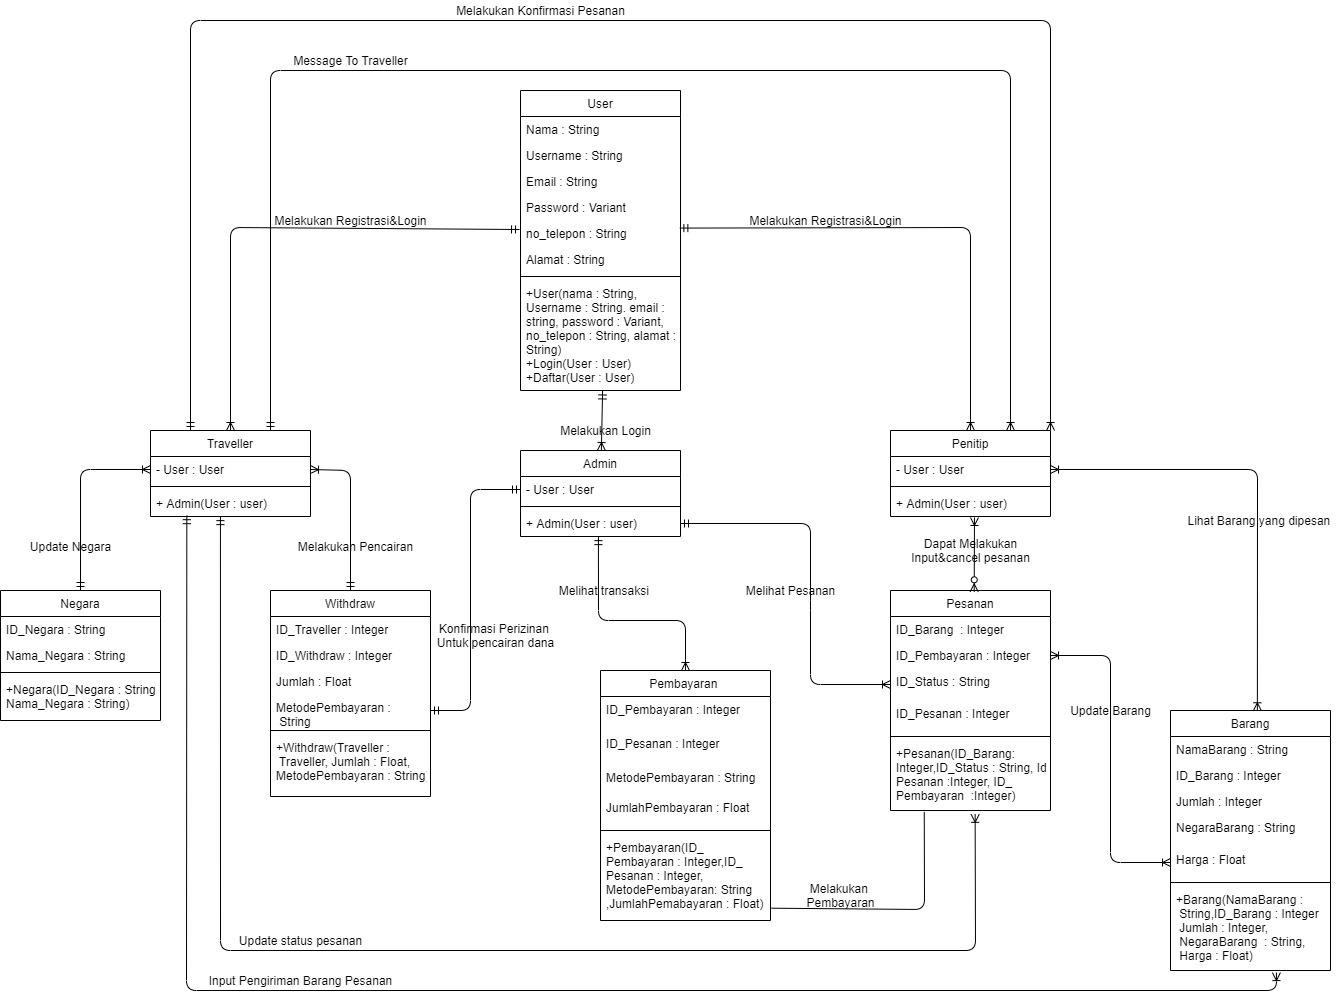 Melakukan Konfirmasi Pesanan
Message To Traveller
User
Nama : String
Username : String
Email : String
Password : Variant
no_telepon : String
Alamat : String
+User(nama : String,
Username : String. email :
string, password : Variant,
no_telepon : String, alamat :
String)
+Login(User : User)
+Daftar(User : User)
Melakukan Registrasi&Login
Melakukan Registrasi&Login
Melakukan Login
Traveller
- User : User
+ Admin(User : user)
Admin
- User : User
+ Admin(User : user)
Penitip
- User : User
+ Admin(User : user)
Update Negara
Melakukan Pencairan
Melihat transaksi
Melihat Pesanan
Dapat Melakukan
Input&cancel pesanan
Lihat Barang yang dipesan
Negara
ID_Negara : String
Nama_Negara : String
+Negara(ID_Negara : String
Nama_Negara : String)
Withdraw
ID_Traveller : Integer
ID_Withdraw : Integer
Jumlah : Float
MetodePembayaran :
String
+Withdraw(Traveller :
Traveller, Jumlah : Float,
MetodePembayaran : String
Konfirmasi Perizinan
Untuk pencairan dana
Pembayaran
ID_Pembayaran : Integer
ID_Pesanan : Integer
MetodePembayaran : String
JumlahPembayaran : Float
+Pembayaran(ID_
Pembayaran : Integer,ID_
Pesanan : Integer,
MetodePembayaran: String
,JumlahPemabayaran : Float)
Pesanan
ID_Barang : Integer
ID_Pembayaran : Integer
ID_Status : String
ID_Pesanan : Integer
+Pesanan(ID_Barang:
Integer,ID_Status : String, Id
Pesanan :Integer, ID_
Pembayaran :Integer)
Update Barang
Barang
NamaBarang : String
ID_Barang : Integer
Jumlah : Integer
NegaraBarang : String
Harga : Float
+Barang(NamaBarang :
String,ID_Barang : Integer
Jumlah : Integer,
NegaraBarang : String,
Harga : Float)
Melakukan
Pembayaran
Update status pesanan
Input Pengiriman Barang Pesanan